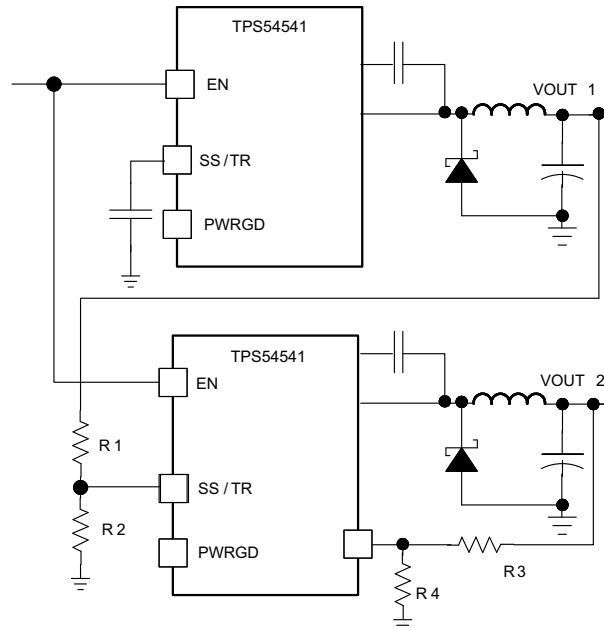 TPS54541
EN
VOUT 1
SS/TR
PWRGD
TPS54541
EN
VOUT 2
R1
SS/TR
R2
PWRGD
R3
R4